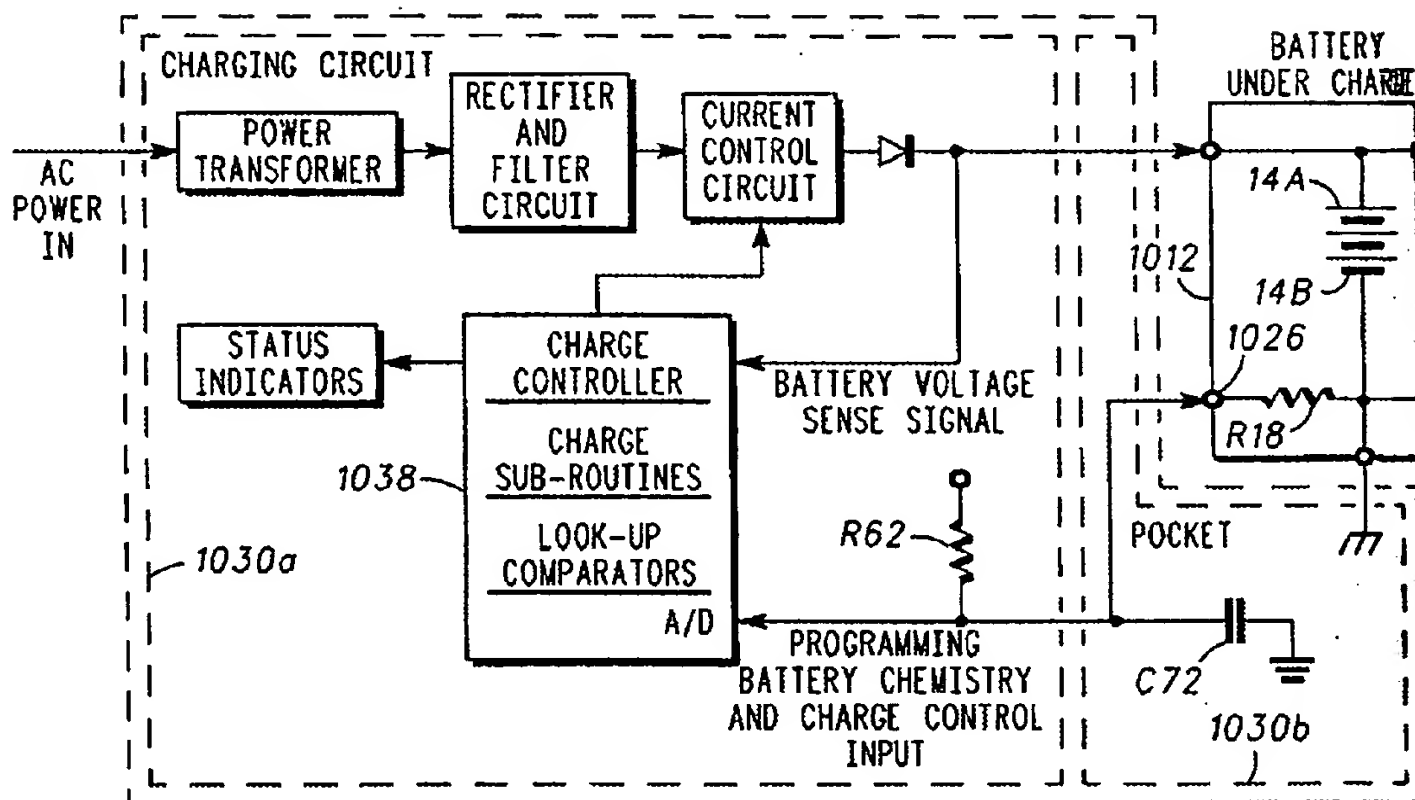 CHARGING CIRCUIT
BATTERY
UNDER CHARGE
POWER
TRANSFORMER
RECTIFIER
AND
FILTER
CIRCUIT
CURRENT
CONTROL
CIRCUIT
AC
POWER
IN
14A
1012
14B
STATUS
INDICATORS
CHARGE
CONTROLLER
BATTERY VOLTAGE
SENSE SIGNAL
1026
R18
CHARGE
SUB-ROUTINES
1038
LOOK-UP
COMPARATORS
R62
POCKET
1030a
A/D
PROGRAMMING
BATTERY CHEMISTRY
AND CHARGE CONTROL
INPUT
C72
1030b